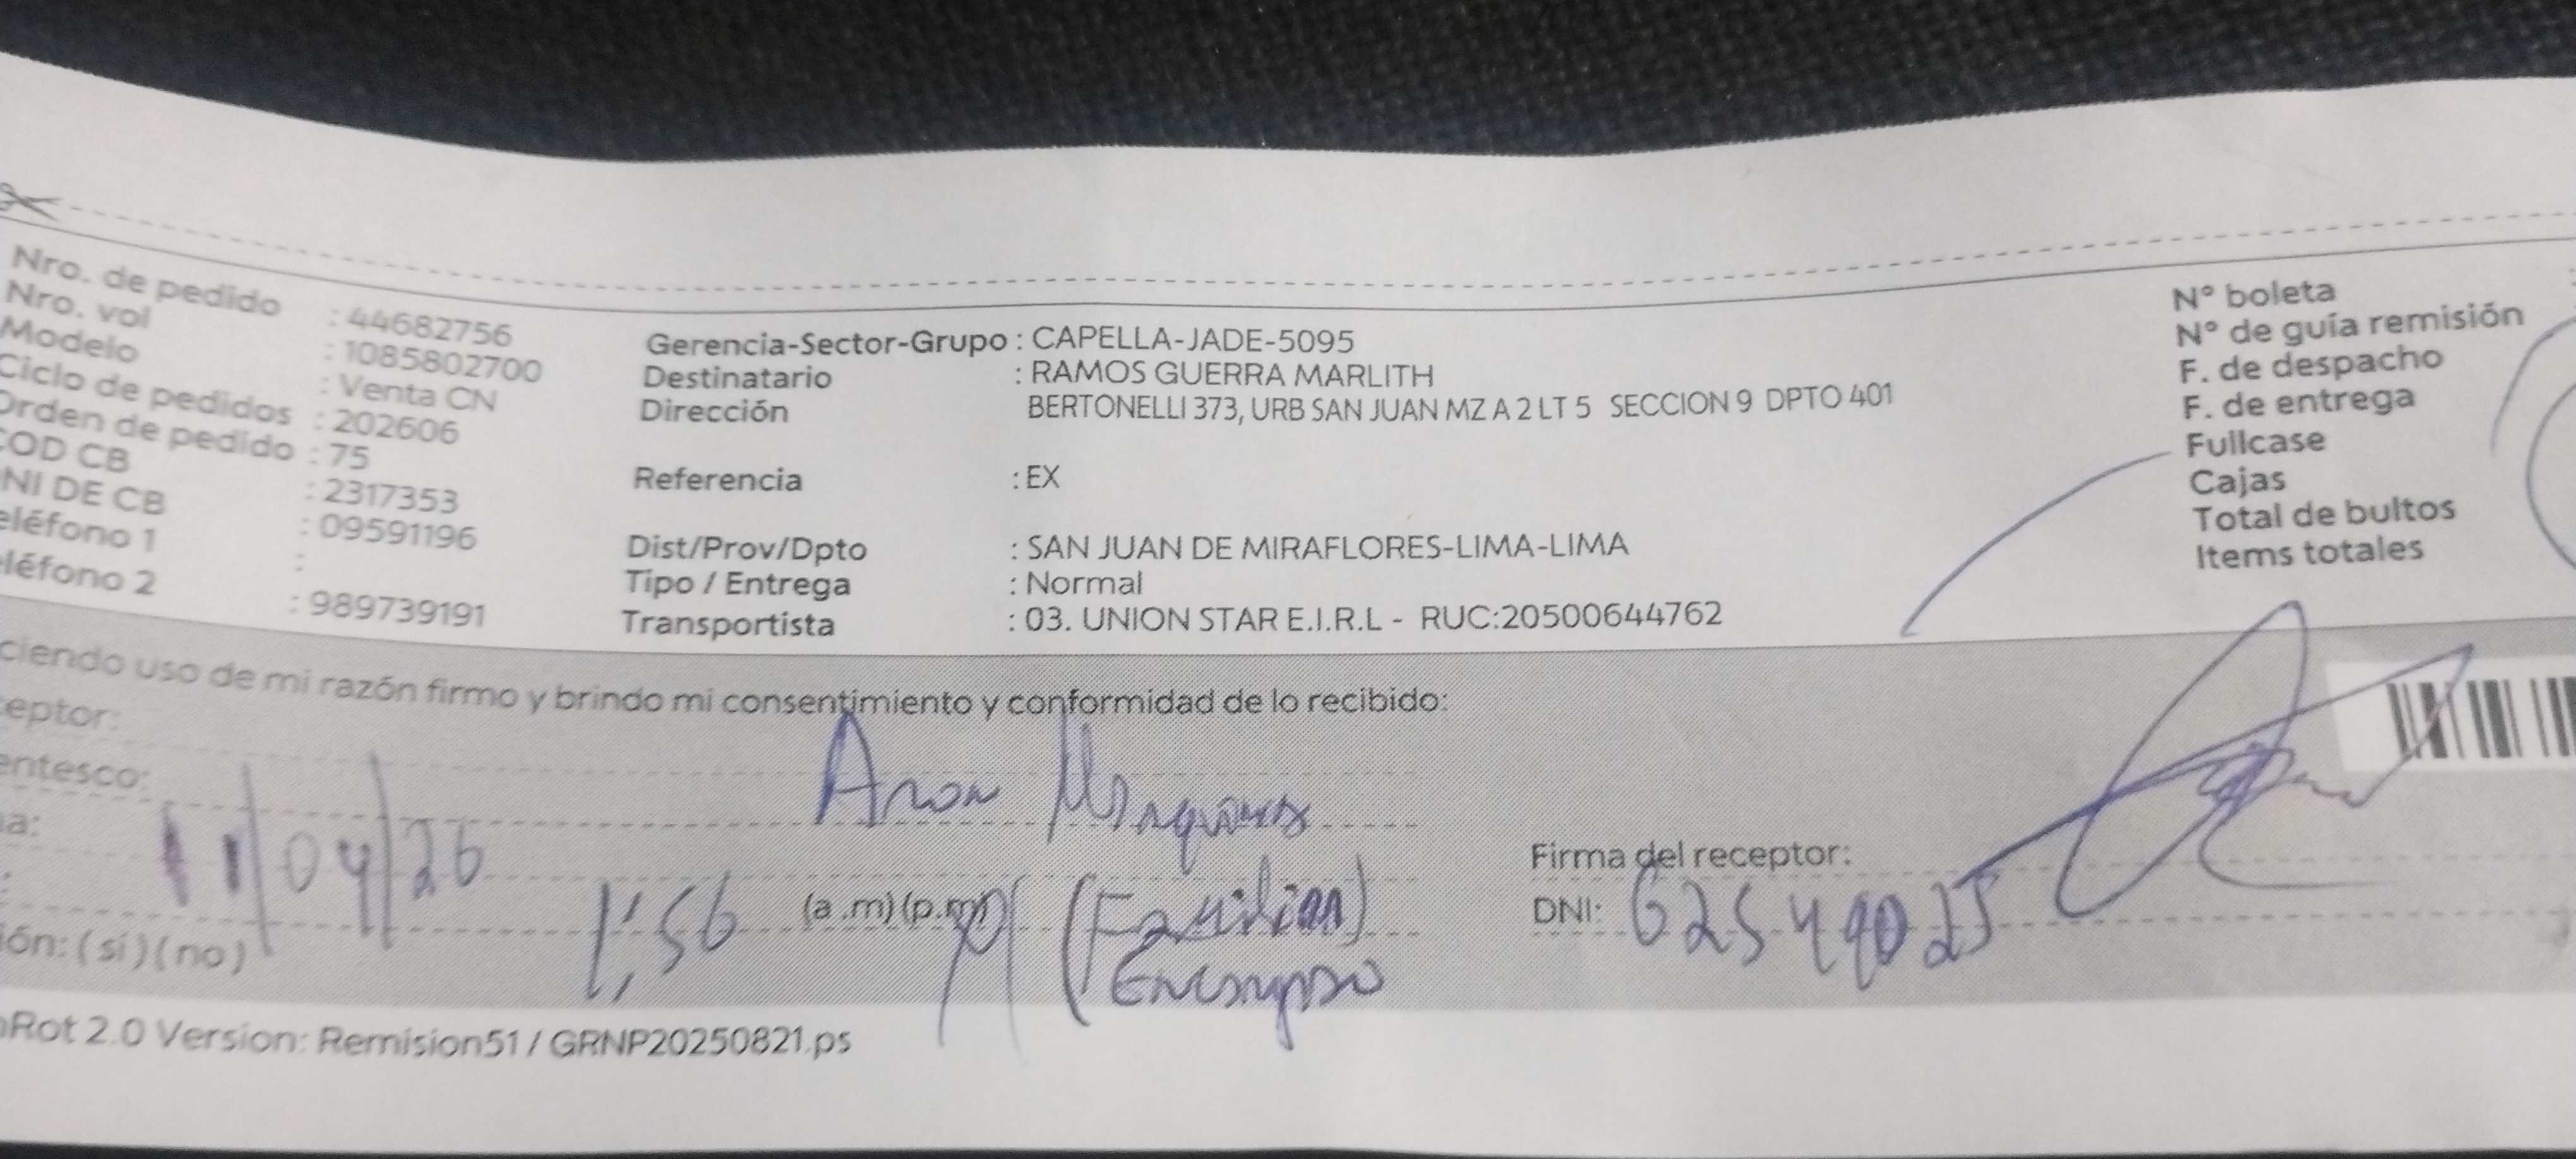 Nro. de pedido : 44682756
Nro. vol : 1085802700
Modelo : Venta CN
Ciclo de pedidos : 202606
Orden de pedido : 75
COD CB : 2317353
NI DE CB : 09591196
eléfono 1 :
léfono 2 : 989739191
Gerencia-Sector-Grupo : CAPELLA-JADE-5095
Destinatario : RAMOS GUERRA MARLITH
Dirección BERTONELLI 373, URB SAN JUAN MZ A 2 LT 5 SECCION 9 DPTO 401
Referencia : EX
Dist/Prov/Dpto : SAN JUAN DE MIRAFLORES-LIMA-LIMA
Tipo / Entrega : Normal
Transportista : 03. UNION STAR E.I.R.L - RUC:20500644762
N° boleta
N° de guía remisión
F. de despacho
F. de entrega
Fullcase
Cajas
Total de bultos
Items totales
ciendo uso de mi razón firmo y brindo mi consentimiento y conformidad de lo recibido:
ceptor: Aron
entesco:
a: 11/04/26
: 1:56 (a.m)(p.m) (Familiar)
ión: (si)(no)
Firma del receptor:
DNI:
nRot 2.0 Version: Remision51 / GRNP20250821.ps